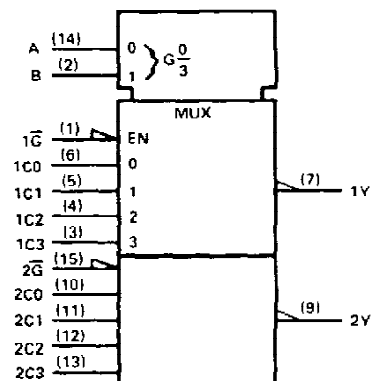 A (14) 0 } G 0/3
B (2) 1
MUX
1G̅ (1) EN
1C0 (6) 0
1C1 (5) 1 (7) 1Y
1C2 (4) 2
1C3 (3) 3
2G̅ (15)
2C0 (10)
2C1 (11) (9) 2Y
2C2 (12)
2C3 (13)